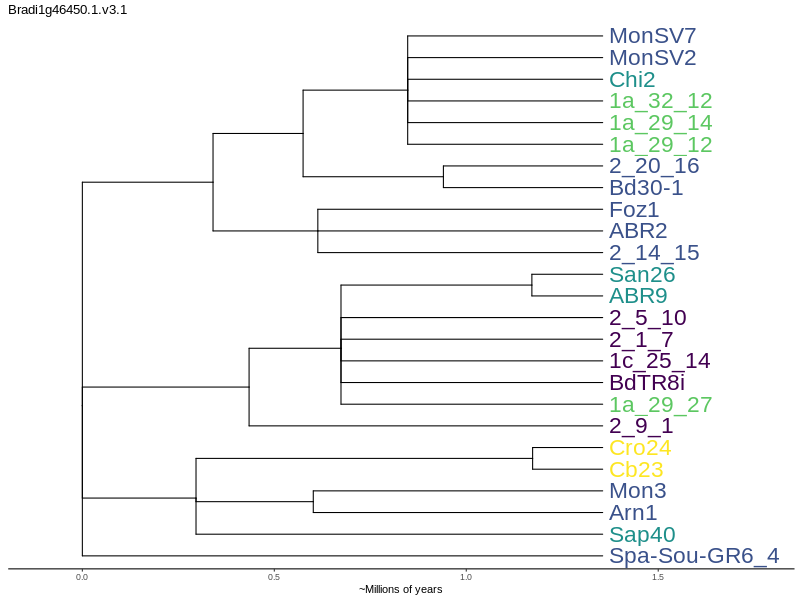 Bradi1g46450.1.v3.1
MonSV7
MonSV2
Chi2
1a_32_12
1a_29_14
1a_29_12
2_20_16
Bd30-1
Foz1
ABR2
2_14_15
San26
ABR9
2_5_10
2_1_7
1c_25_14
BdTR8i
1a_29_27
2_9_1
Cro24
Cb23
Mon3
Arn1
Sap40
Spa-Sou-GR6_4
0.0 0.5 1.0 1.5
~Millions of years